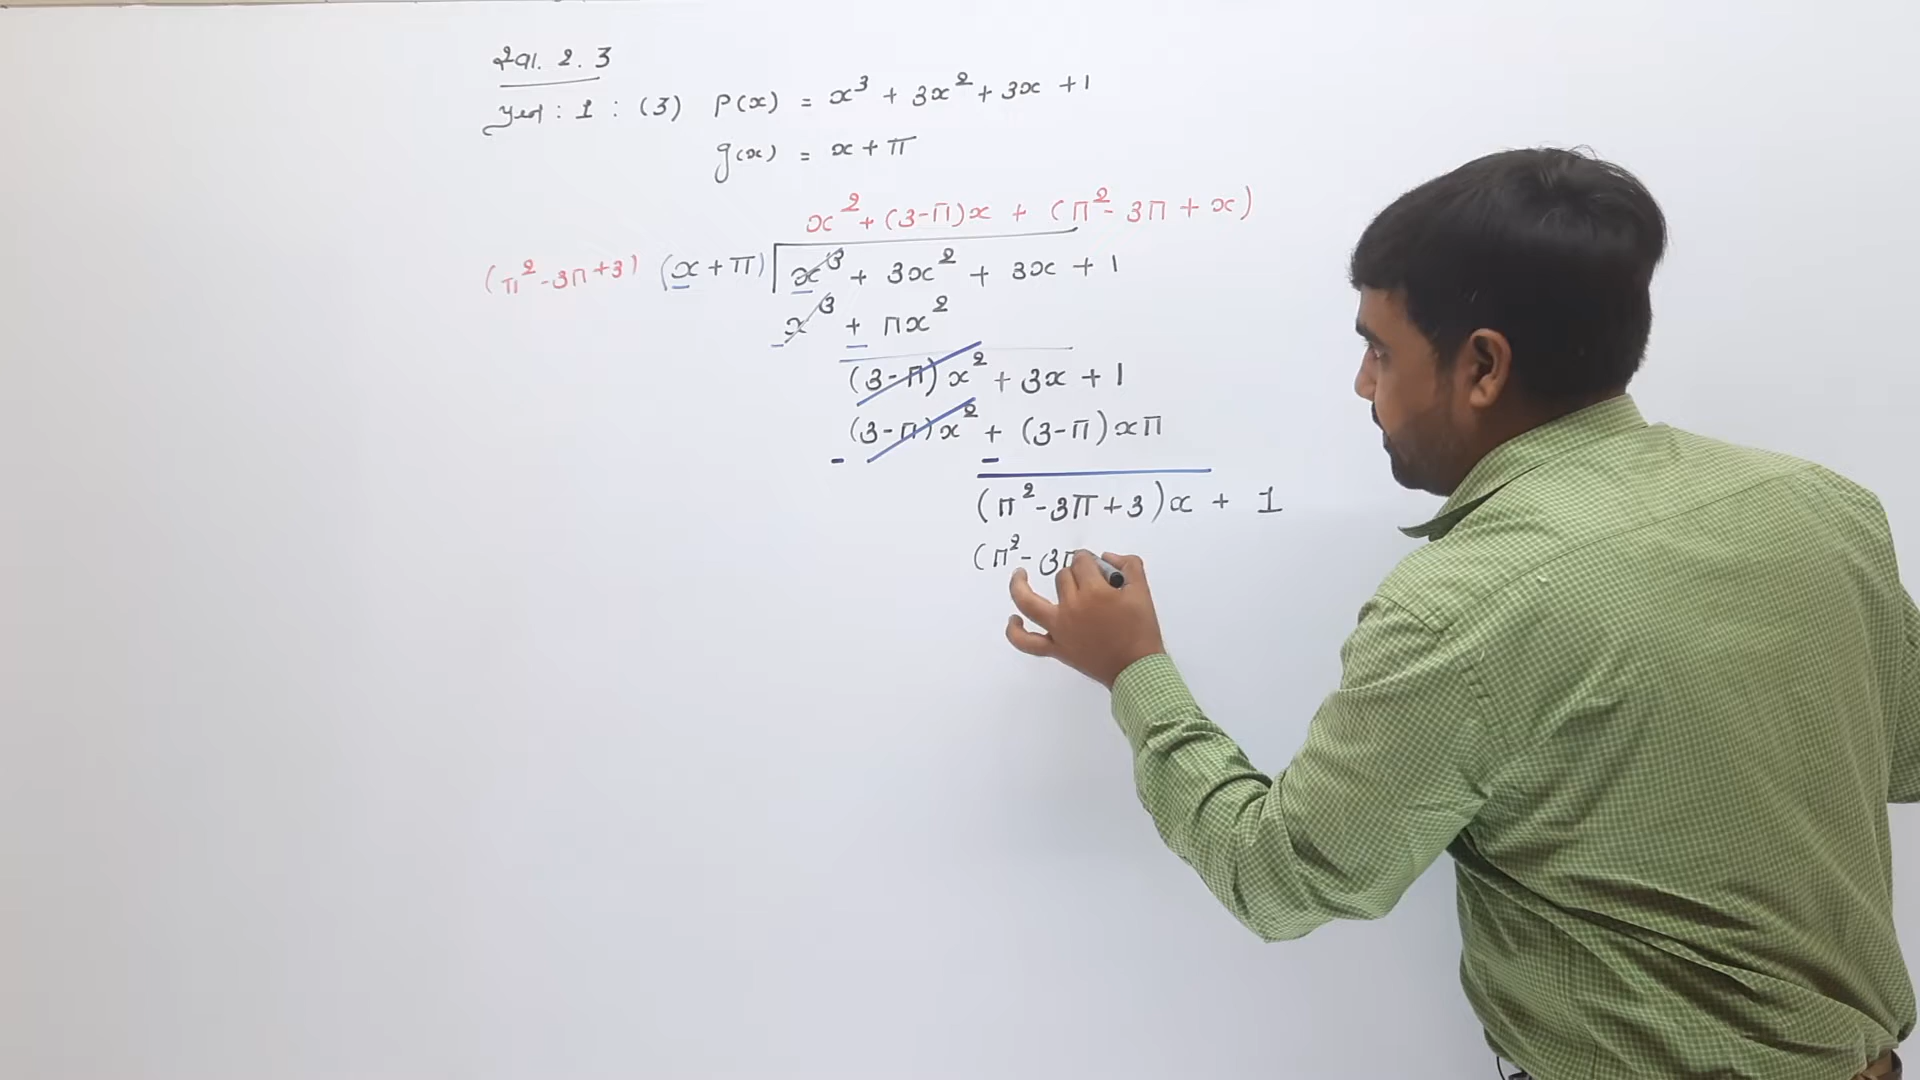 સ્વા. 2. 3
પ્રશ્ન : 1 : (3) P(x) = x³ + 3x² + 3x + 1
g(x) = x + π
x² + (3-π)x + (π² - 3π + x)
(π² - 3π + 3) (x + π) x³ + 3x² + 3x + 1
x³ + πx²
(3-π)x² + 3x + 1
(3-π)x² + (3-π)xπ
(π² - 3π + 3)x + 1
(π² - 3π